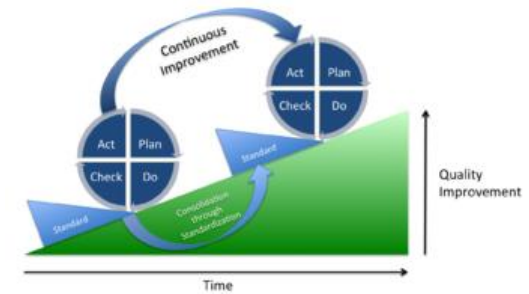 Continuous
Improvement
Act
Plan
Check
Do
Act
Plan
Check
Do
Standard
Standard
Consolidation
through
Standardization
Quality
Improvement
Time